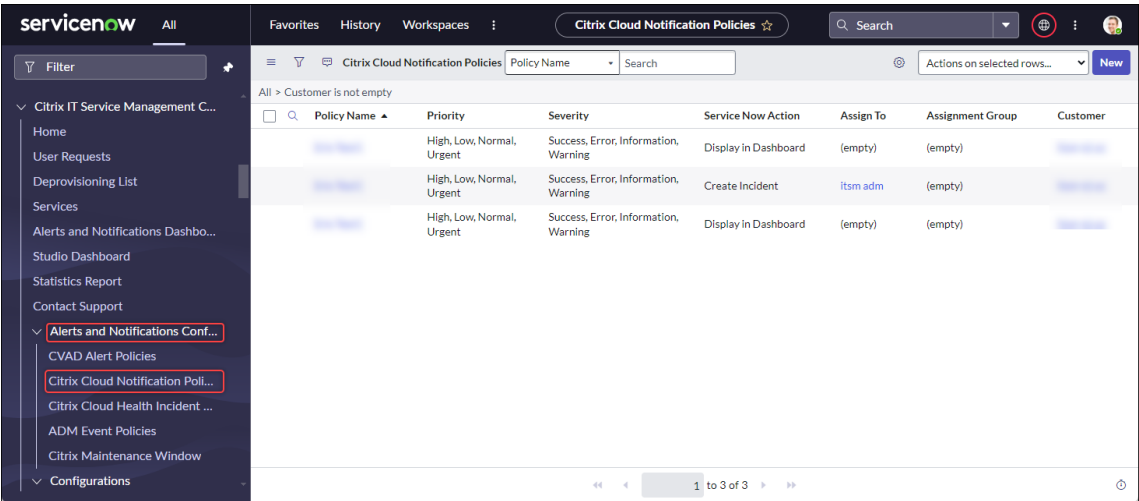 servicenow All Favorites History Workspaces Citrix Cloud Notification Policies Search
Filter
Citrix Cloud Notification Policies Policy Name Search Actions on selected rows... New
All > Customer is not empty
Citrix IT Service Management C...
Home
User Requests
Deprovisioning List
Services
Alerts and Notifications Dashbo...
Studio Dashboard
Statistics Report
Contact Support
Alerts and Notifications Conf...
CVAD Alert Policies
Citrix Cloud Notification Poli...
Citrix Cloud Health Incident ...
ADM Event Policies
Citrix Maintenance Window
Configurations
Policy Name Priority Severity Service Now Action Assign To Assignment Group Customer
High, Low, Normal, Success, Error, Information,
Urgent Warning Display in Dashboard (empty) (empty)
High, Low, Normal, Success, Error, Information,
Urgent Warning Create Incident itsm adm (empty)
High, Low, Normal, Success, Error, Information,
Urgent Warning Display in Dashboard (empty) (empty)
1 to 3 of 3